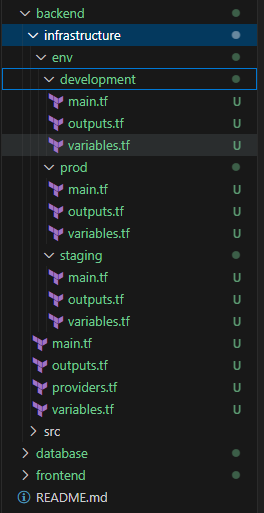 backend
infrastructure
env
development
main.tf U
outputs.tf U
variables.tf U
prod
main.tf U
outputs.tf U
variables.tf U
staging
main.tf U
outputs.tf U
variables.tf U
main.tf U
outputs.tf U
providers.tf U
variables.tf U
src
database
frontend
README.md